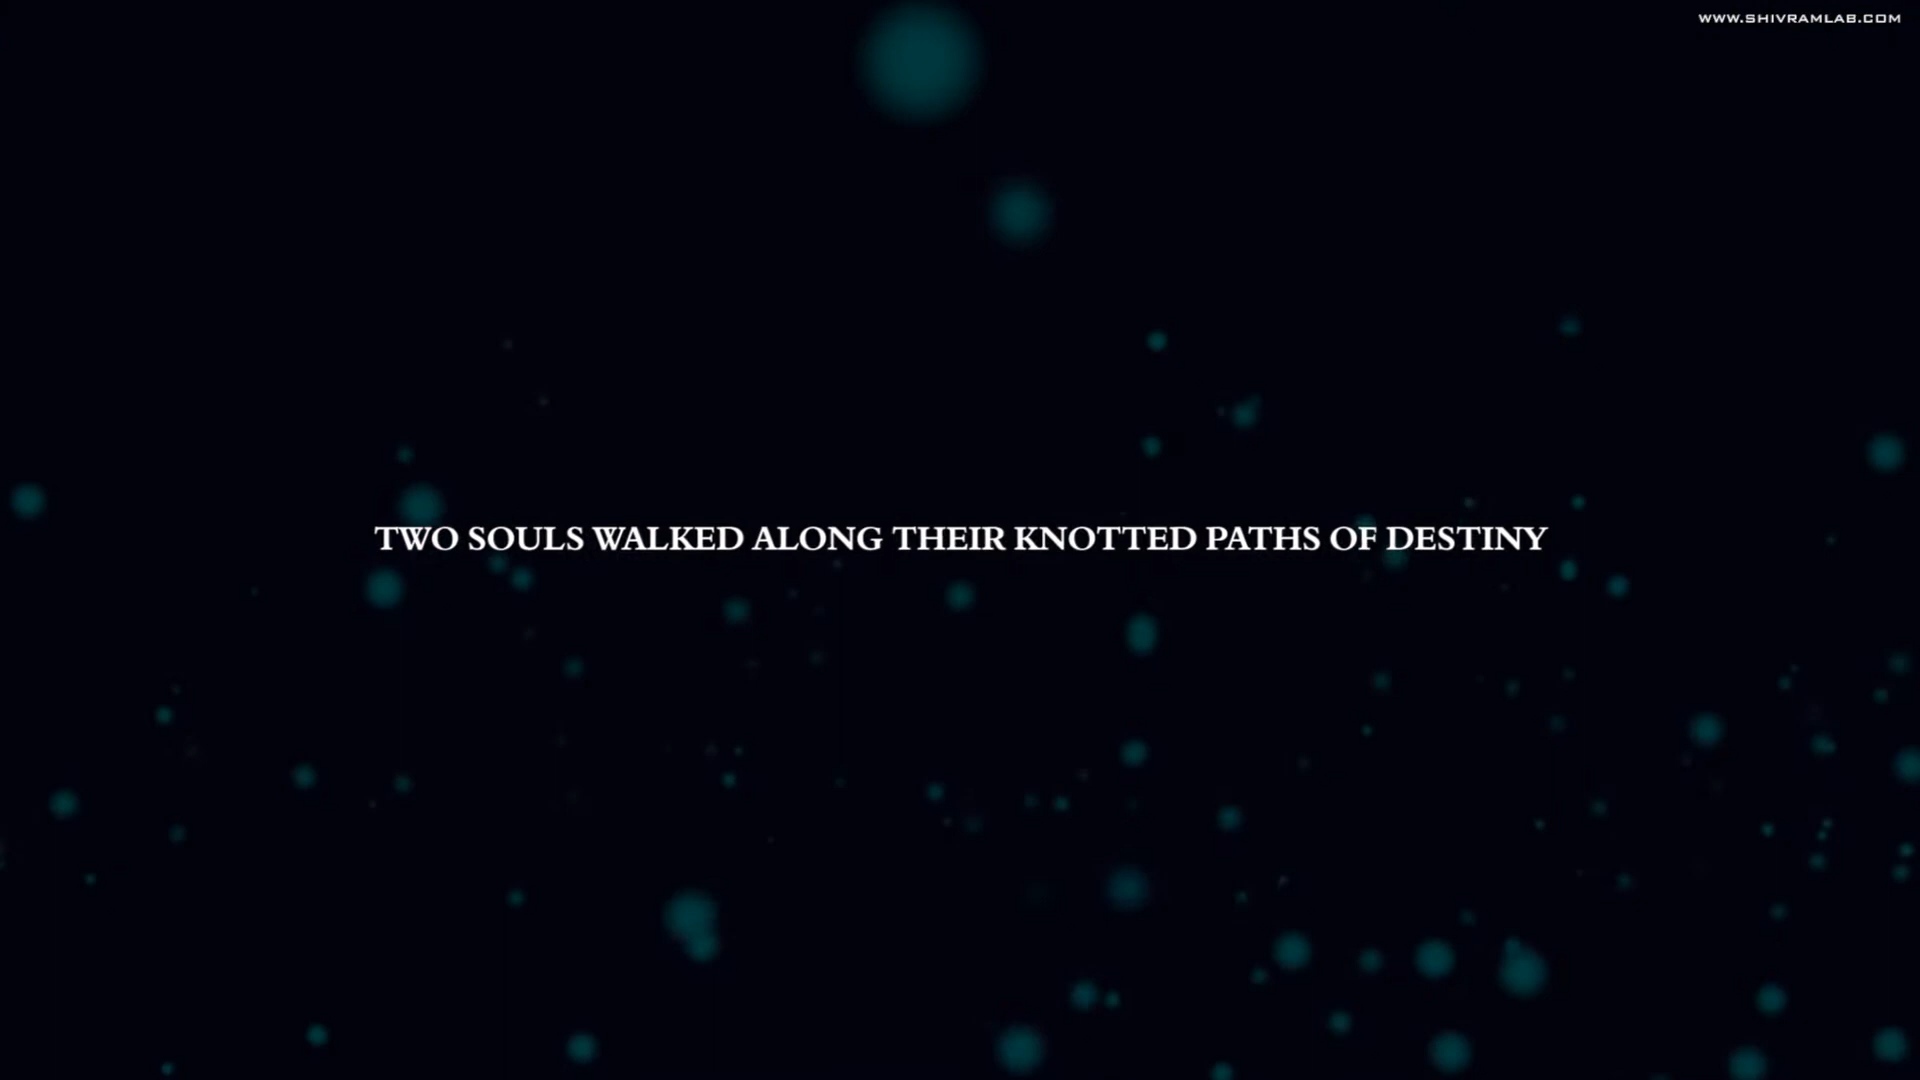 WWW.SHIVRAMLAB.COM
TWO SOULS WALKED ALONG THEIR KNOTTED PATHS OF DESTINY